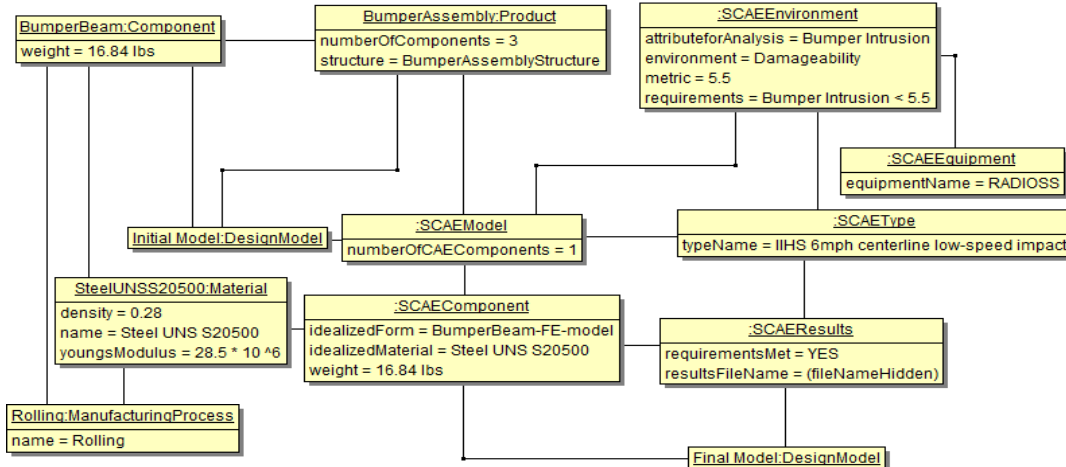 BumperBeam:Component
weight = 16.84 lbs
BumperAssembly:Product
numberOfComponents = 3
structure = BumperAssemblyStructure
:SCAEEnvironment
attributeforAnalysis = Bumper Intrusion
environment = Damageability
metric = 5.5
requirements = Bumper Intrusion < 5.5
:SCAEEquipment
equipmentName = RADIOSS
Initial Model:DesignModel
:SCAEModel
numberOfCAEComponents = 1
:SCAEType
typeName = IIHS 6mph centerline low-speed impact
SteelUNSS20500:Material
density = 0.28
name = Steel UNS S20500
youngsModulus = 28.5 * 10 ^6
:SCAEComponent
idealizedForm = BumperBeam-FE-model
idealizedMaterial = Steel UNS S20500
weight = 16.84 lbs
:SCAEResults
requirementsMet = YES
resultsFileName = (fileNameHidden)
Rolling:ManufacturingProcess
name = Rolling
Final Model:DesignModel